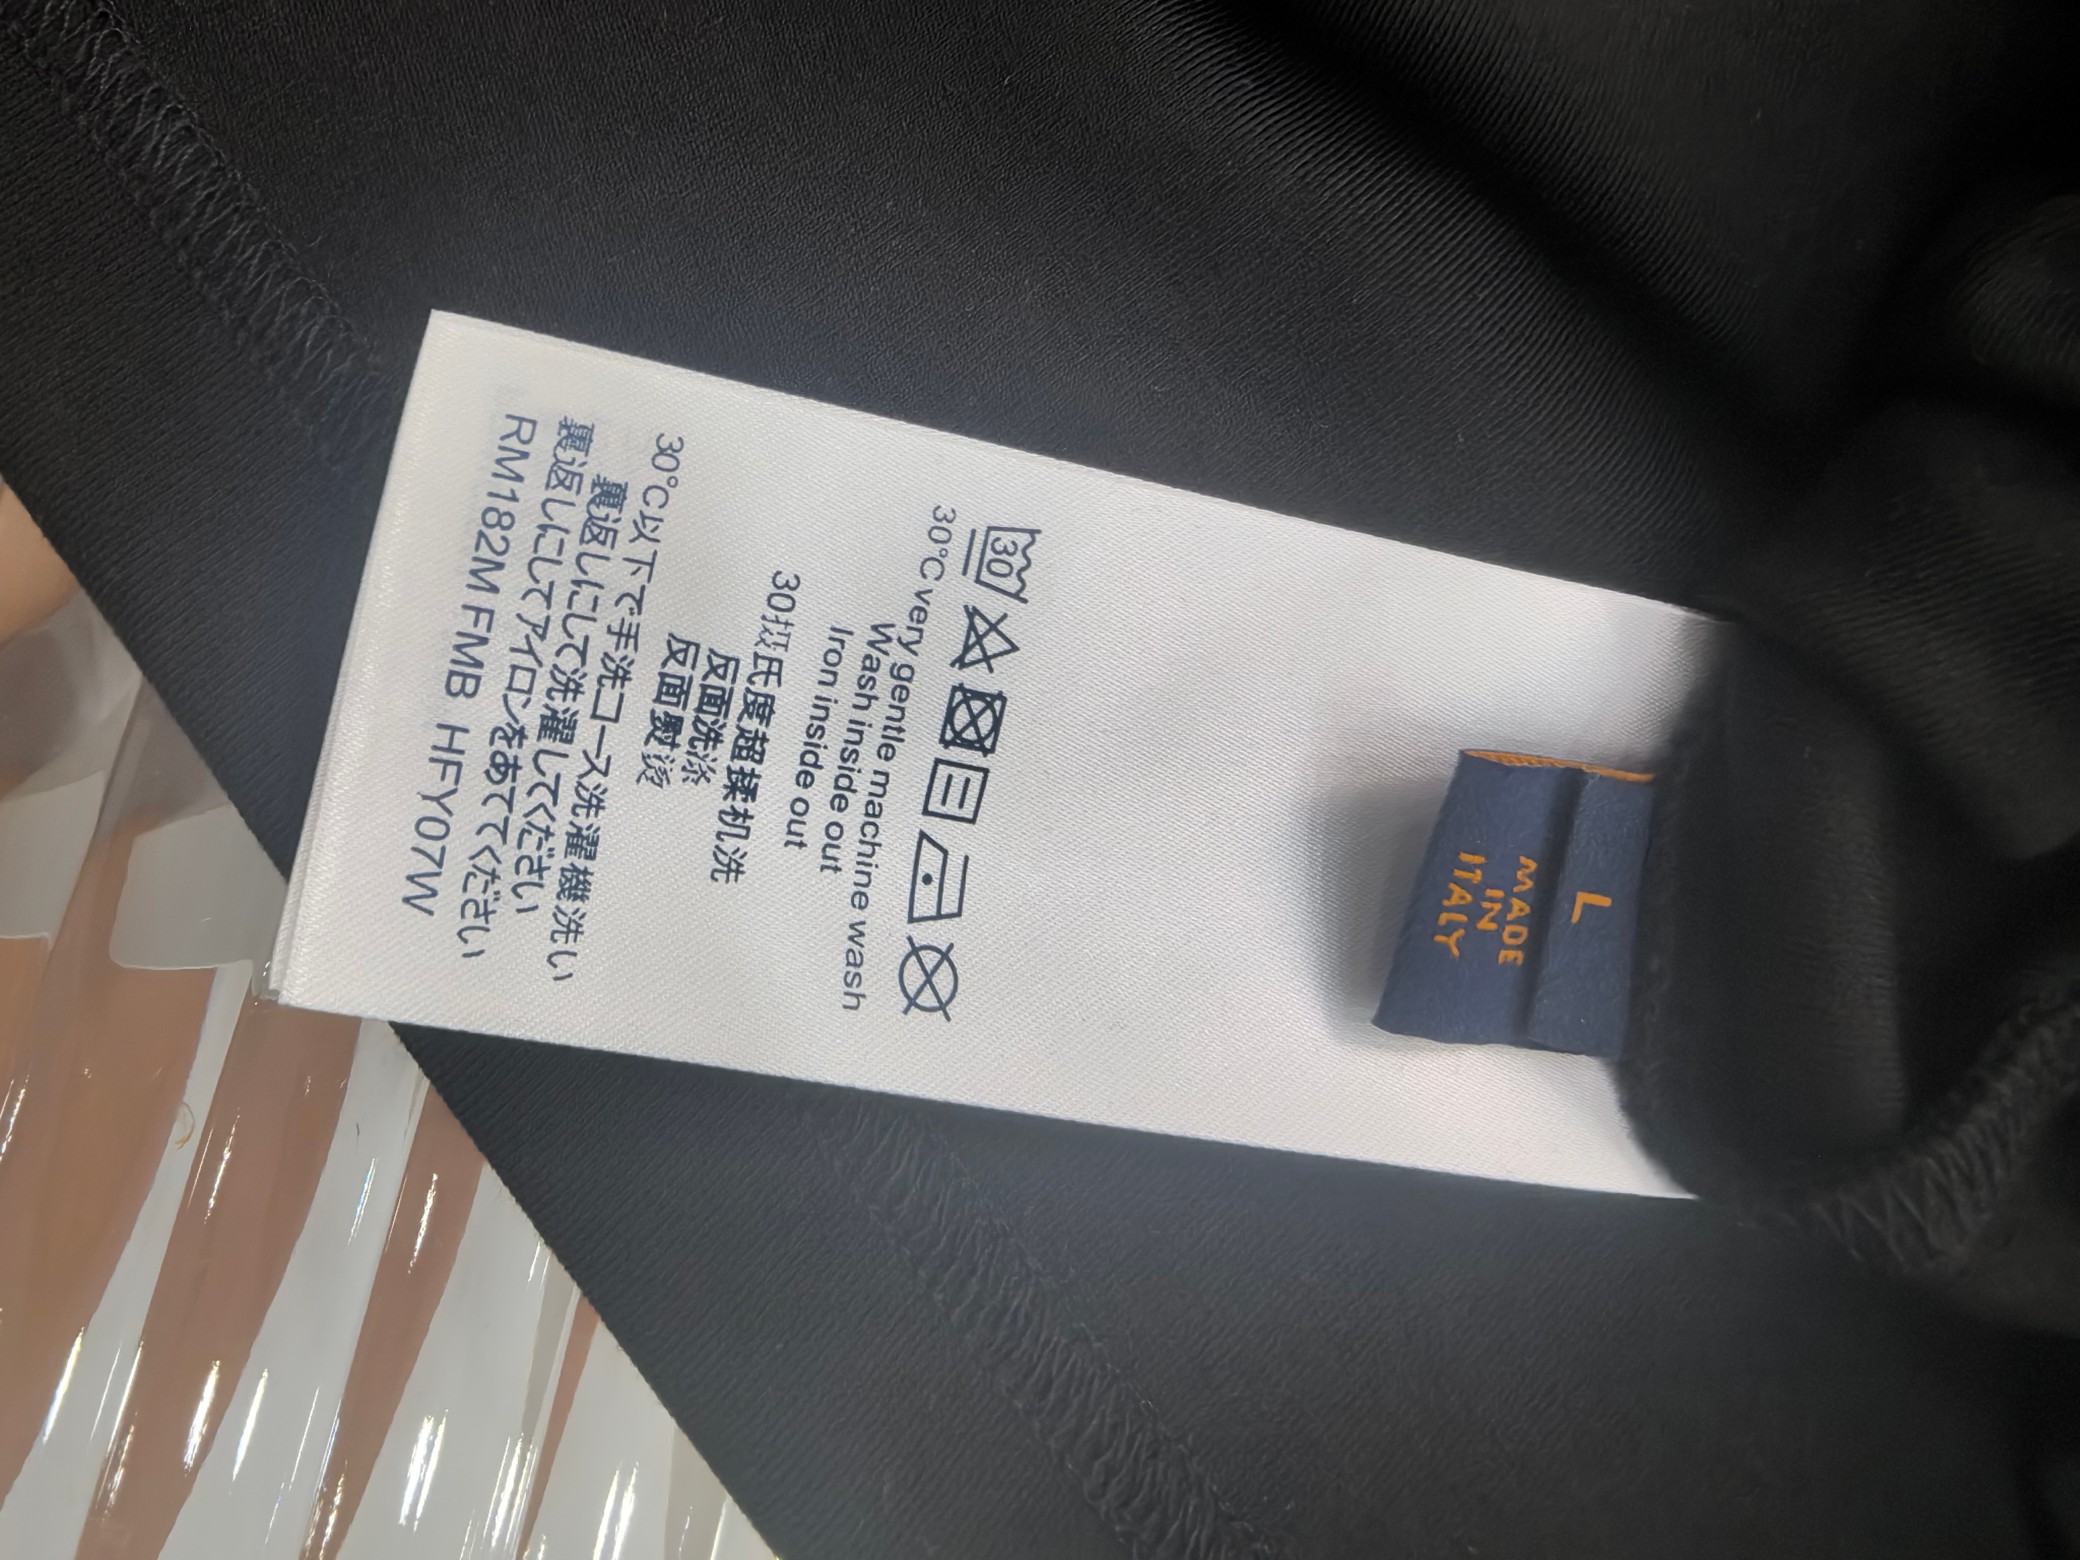 L
MADE
IN
ITALY
30
30°C very gentle machine wash
Wash inside out
Iron inside out
30摄氏度超揉机洗
反面洗涤
反面熨烫
30°C以下で手洗コース洗濯機洗い
裏返しにして洗濯してください
裏返しにしてアイロンをあててください
RM182M FMB HFY07W